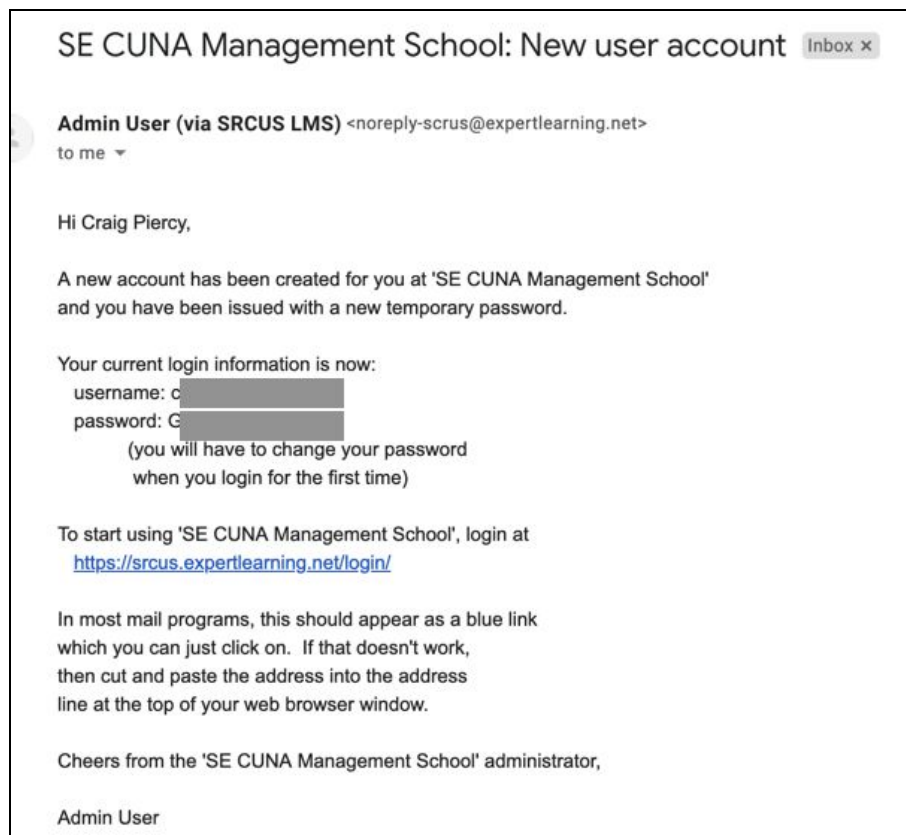 SE CUNA Management School: New user account Inbox ×
Admin User (via SRCUS LMS) <noreply-scrus@expertlearning.net>
to me
Hi Craig Piercy,
A new account has been created for you at 'SE CUNA Management School'
and you have been issued with a new temporary password.
Your current login information is now:
username: c
password: G
(you will have to change your password
when you login for the first time)
To start using 'SE CUNA Management School', login at
https://srcus.expertlearning.net/login/
In most mail programs, this should appear as a blue link
which you can just click on. If that doesn't work,
then cut and paste the address into the address
line at the top of your web browser window.
Cheers from the 'SE CUNA Management School' administrator,
Admin User